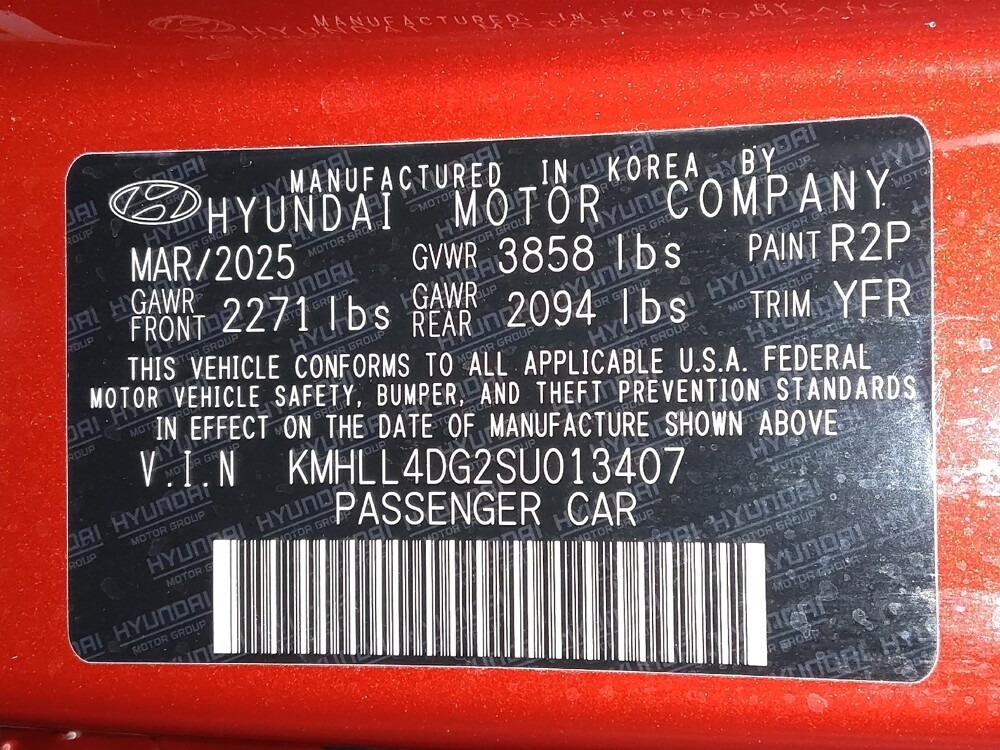 MANUFACTURED IN KOREA BY
HYUNDAI MOTOR COMPANY
MAR/2025 GVWR 3858 lbs PAINT R2P
GAWR FRONT 2271 lbs GAWR REAR 2094 lbs TRIM YFR
THIS VEHICLE CONFORMS TO ALL APPLICABLE U.S.A. FEDERAL
MOTOR VEHICLE SAFETY, BUMPER, AND THEFT PREVENTION STANDARDS
IN EFFECT ON THE DATE OF MANUFACTURE SHOWN ABOVE
V.I.N KMHLL4DG2SU013407
PASSENGER CAR